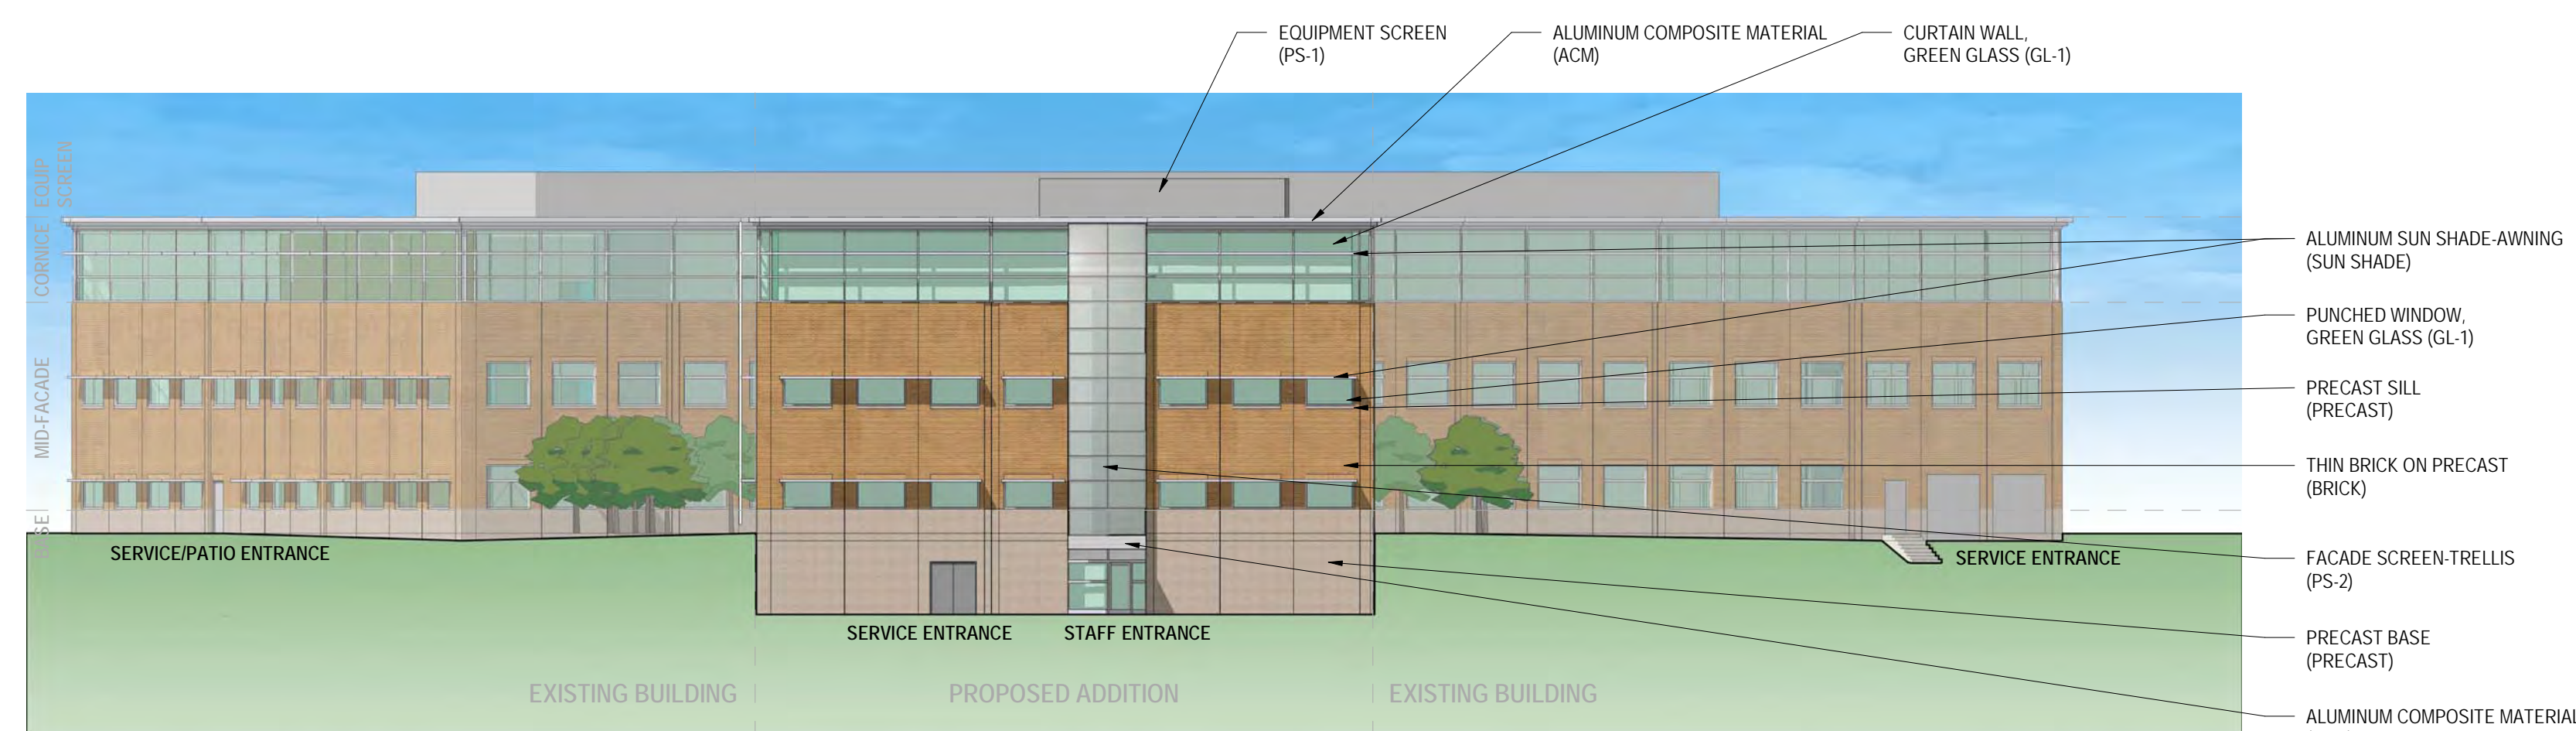 EQUIPMENT SCREEN
(PS-1)
ALUMINUM COMPOSITE MATERIAL
(ACM)
CURTAIN WALL,
GREEN GLASS (GL-1)
EQUIP
SCREEN
CORNICE
MID-FACADE
BASE
ALUMINUM SUN SHADE-AWNING
(SUN SHADE)
PUNCHED WINDOW,
GREEN GLASS (GL-1)
PRECAST SILL
(PRECAST)
THIN BRICK ON PRECAST
(BRICK)
FACADE SCREEN-TRELLIS
(PS-2)
PRECAST BASE
(PRECAST)
ALUMINUM COMPOSITE MATERIAL
SERVICE/PATIO ENTRANCE
SERVICE ENTRANCE
SERVICE ENTRANCE
STAFF ENTRANCE
EXISTING BUILDING
PROPOSED ADDITION
EXISTING BUILDING